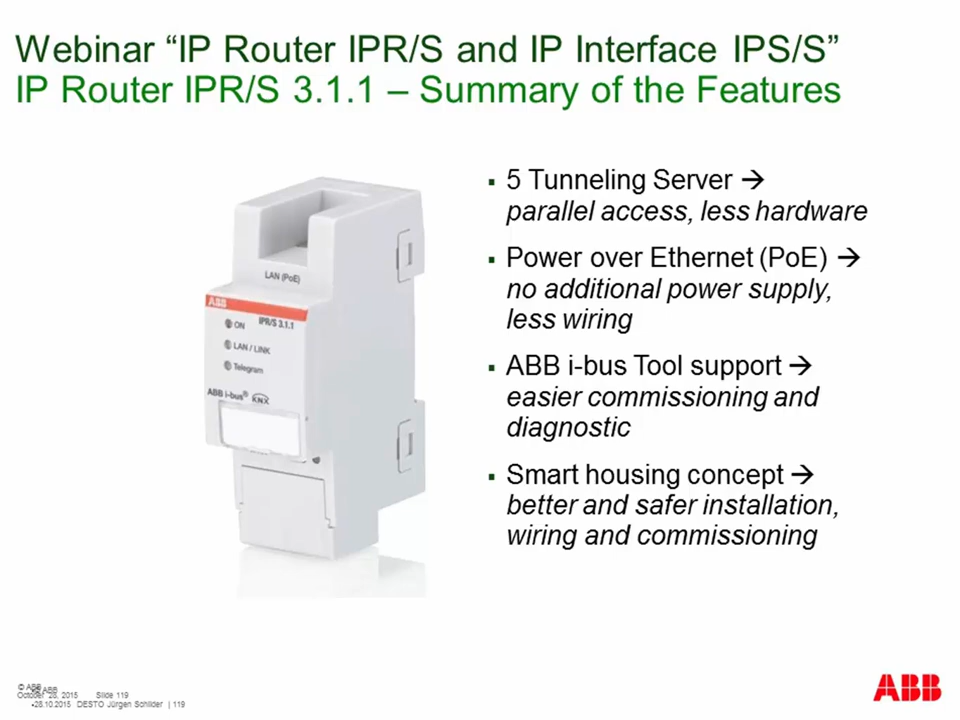 Webinar “IP Router IPR/S and IP Interface IPS/S”
IP Router IPR/S 3.1.1 – Summary of the Features
LAN (PoE)
ABB
ON
IPR/S 3.1.1
LAN / LINK
Telegram
ABB i-bus® KNX
▪ 5 Tunneling Server →
parallel access, less hardware
▪ Power over Ethernet (PoE) →
no additional power supply,
less wiring
▪ ABB i-bus Tool support →
easier commissioning and
diagnostic
▪ Smart housing concept →
better and safer installation,
wiring and commissioning
© ABB
© ABB
October 28, 2015 Slide 119
▪28.10.2015 DESTO Jürgen Schilder | 119
ABB